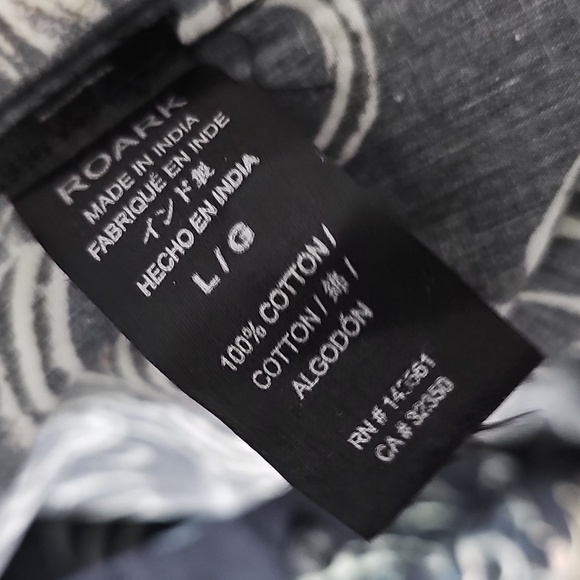 ROARK
MADE IN INDIA
FABRIQUÉ EN INDE
インド製
HECHO EN INDIA
L / G
100% COTTON /
COTTON / 綿 /
ALGODÓN
RN #
CA # 32350